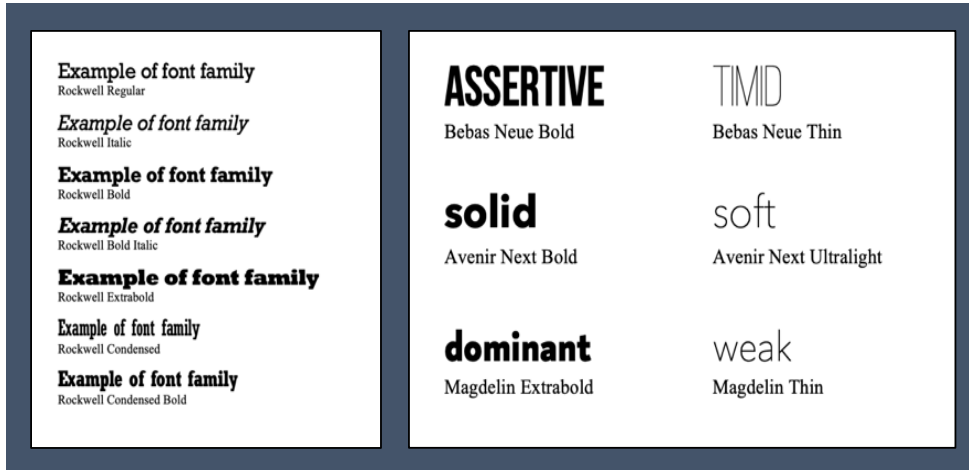 Example of font family
Rockwell Regular
Example of font family
Rockwell Italic
Example of font family
Rockwell Bold
Example of font family
Rockwell Bold Italic
Example of font family
Rockwell Extrabold
Example of font family
Rockwell Condensed
Example of font family
Rockwell Condensed Bold
ASSERTIVE
Bebas Neue Bold
TIMID
Bebas Neue Thin
solid
Avenir Next Bold
soft
Avenir Next Ultralight
dominant
Magdelin Extrabold
weak
Magdelin Thin